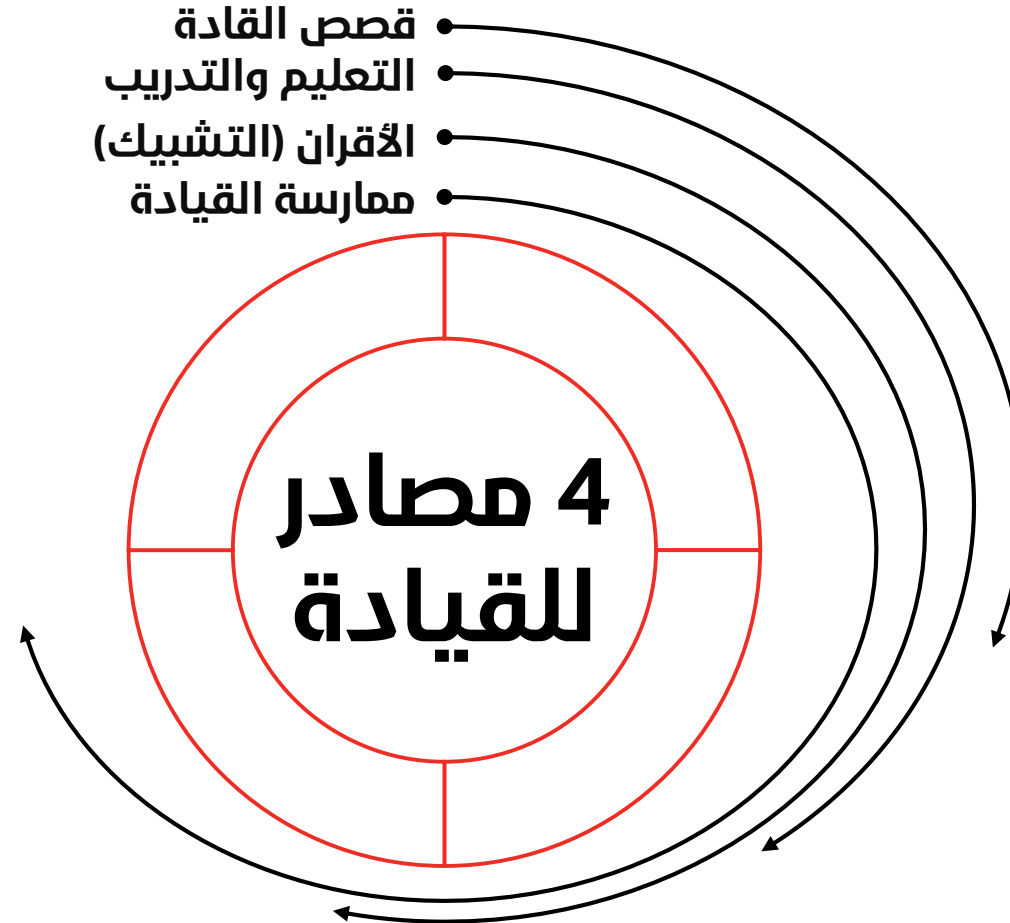 قصص القادة
التعليم والتدريب
الأقران (التشبيك)
ممارسة القيادة
4 مصادر
للقيادة